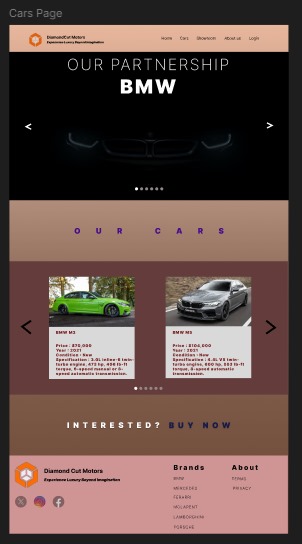 Cars Page
DiamondCut Motors
Experience Luxury Beyond Imagination
Home Cars Showroom About us Login
OUR PARTNERSHIP
BMW
< >
OUR CARS
BMW M2
Price : $70,000
Year : 2021
Condition : New
Specification : 3.0L inline-6 twin-
turbo engine, 473 hp, 406 lb-ft
torque, 6-speed manual or 8-
speed automatic
transmission.
BMW M5
Price : $104,000
Year : 2021
Condition : New
Specification : 4.4L V8 twin-
turbo engine, 600 hp, 553 lb-ft
torque, 8-speed automatic
transmission.
INTERESTED? BUY NOW
Diamond Cut Motors
Experience Luxury Beyond Imagination
Brands
BMW
MERCEDES
FERARRI
MCLAREN
LAMBORGHINI
PORSCHE
About
TERMS
PRIVACY